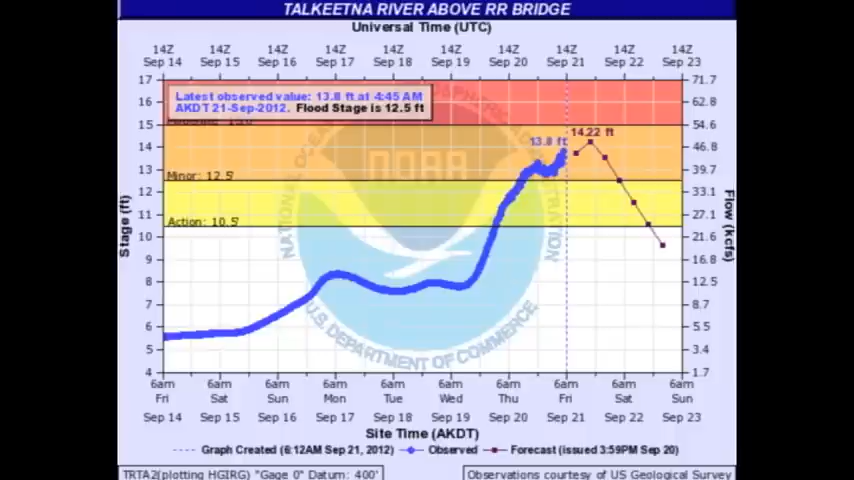 TALKEETNA RIVER ABOVE RR BRIDGE
Universal Time (UTC)
14Z 14Z 14Z 14Z 14Z 14Z 14Z 14Z 14Z 14Z
Sep 14 Sep 15 Sep 16 Sep 17 Sep 18 Sep 19 Sep 20 Sep 21 Sep 22 Sep 23
17 71.7
Latest observed value: 13.8 ft at 4:45 AM
AKDT 21-Sep-2012. Flood Stage is 12.5 ft
16 62.8
15 54.6
13.8 ft 14.22 ft
14 46.8
13 39.7
Minor: 12.5'
12 33.1
11 27.1
Action: 10.5'
10 21.6
9 16.8
8 12.5
7 8.7
6 5.5
5 3.4
4 1.7
Stage (ft)
Flow (kcfs)
NOAA
U.S. DEPARTMENT OF COMMERCE
6am 6am 6am 6am 6am 6am 6am 6am 6am 6am
Fri Sat Sun Mon Tue Wed Thu Fri Sat Sun
Sep 14 Sep 15 Sep 16 Sep 17 Sep 18 Sep 19 Sep 20 Sep 21 Sep 22 Sep 23
Site Time (AKDT)
Graph Created (6:12AM Sep 21, 2012) Observed Forecast (issued 3:59PM Sep 20)
TRTA2(plotting HGIRG) "Gage 0" Datum: 400' Observations courtesy of US Geological Survey